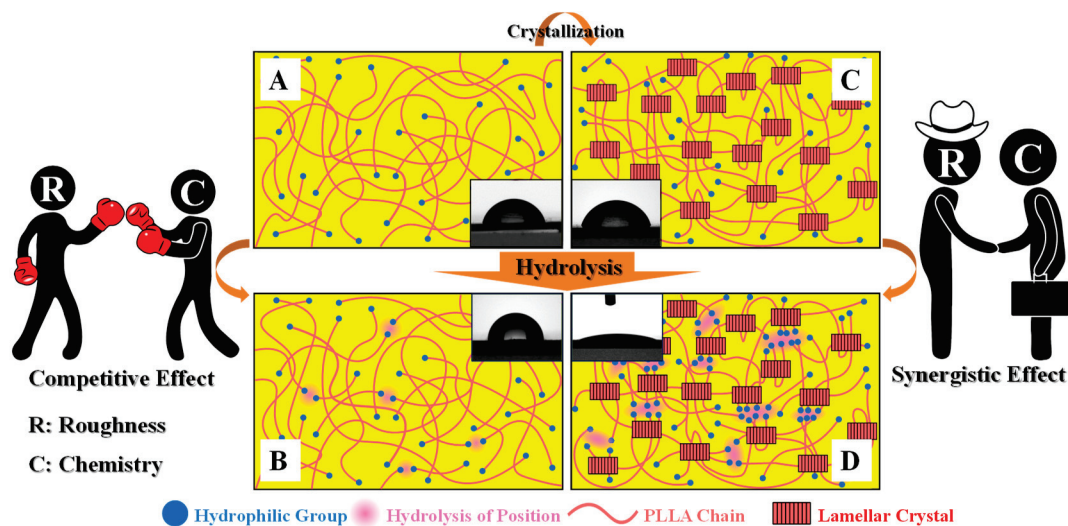 Crystallization
A
C
R
C
R
C
Hydrolysis
B
D
Competitive Effect
R: Roughness
C: Chemistry
Synergistic Effect
Hydrophilic Group
Hydrolysis of Position
PLLA Chain
Lamellar Crystal